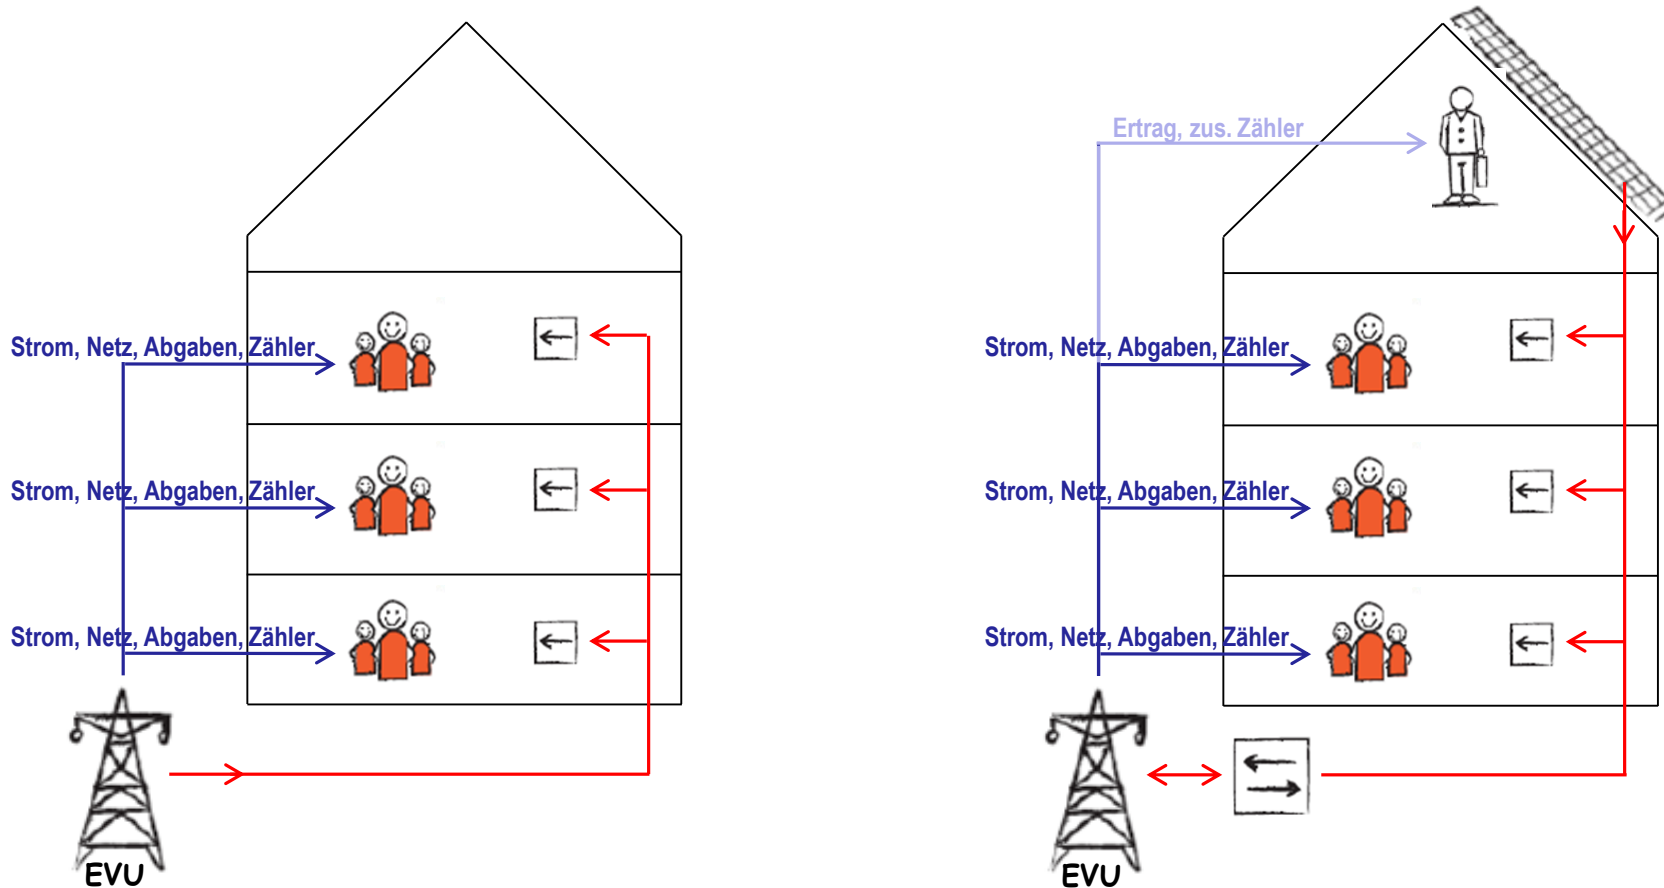 Ertrag, zus. Zähler
Strom, Netz, Abgaben, Zähler
Strom, Netz, Abgaben, Zähler
Strom, Netz, Abgaben, Zähler
Strom, Netz, Abgaben, Zähler
Strom, Netz, Abgaben, Zähler
Strom, Netz, Abgaben, Zähler
EVU
EVU